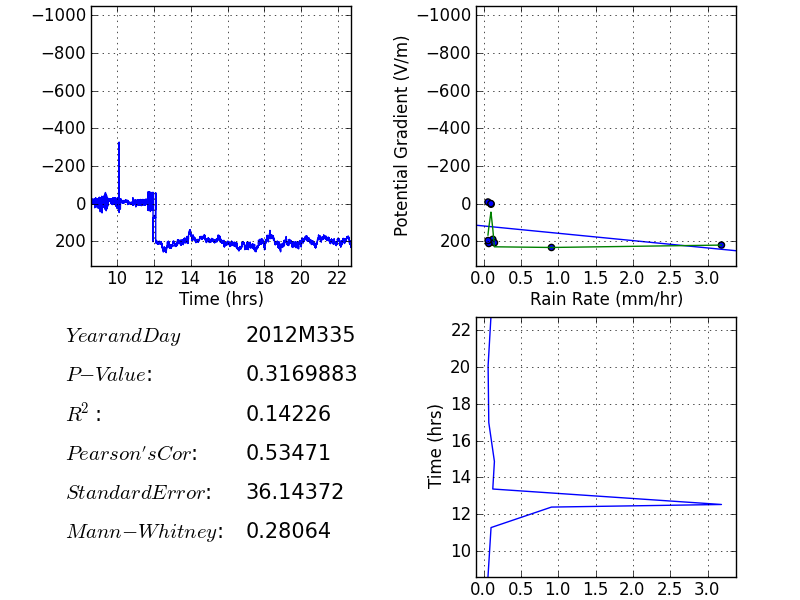 −1000
−800
−600
−400
−200
0
200
10 12 14 16 18 20 22
Time (hrs)
Potential Gradient (V/m)
−1000
−800
−600
−400
−200
0
200
0.0 0.5 1.0 1.5 2.0 2.5 3.0
Rain Rate (mm/hr)
YearandDay 2012M335
P−Value: 0.3169883
R² : 0.14226
Pearson'sCor: 0.53471
StandardError: 36.14372
Mann−Whitney: 0.28064
Time (hrs)
22
20
18
16
14
12
10
0.0 0.5 1.0 1.5 2.0 2.5 3.0